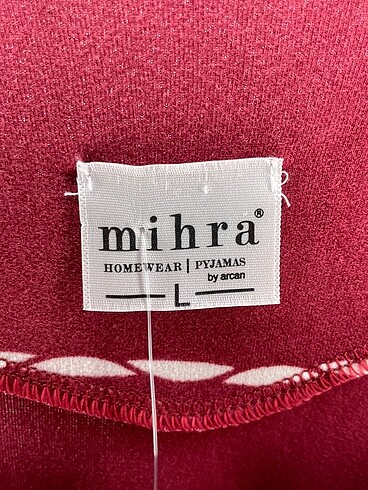 mihra®
HOMEWEAR | PYJAMAS
by arcan
L